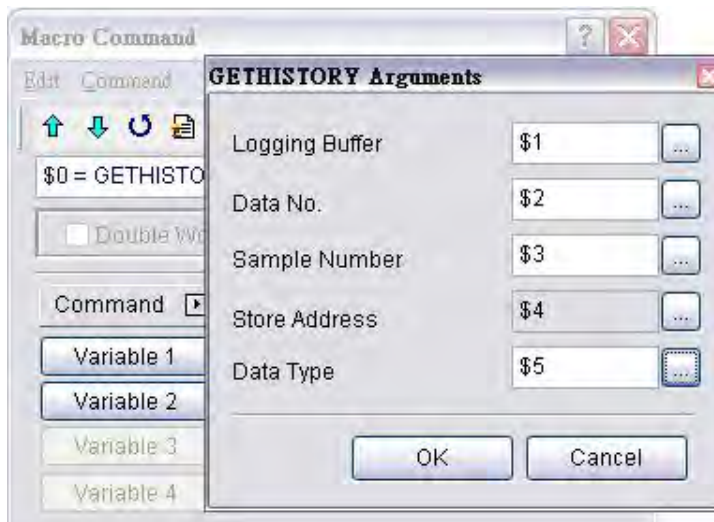 Macro Command
?
Edit Command
GETHISTORY Arguments
$0 = GETHISTO
Double Wo
Command
Variable 1
Variable 2
Variable 3
Variable 4
Logging Buffer $1 ...
Data No. $2 ...
Sample Number $3 ...
Store Address $4 ...
Data Type $5 ...
OK Cancel